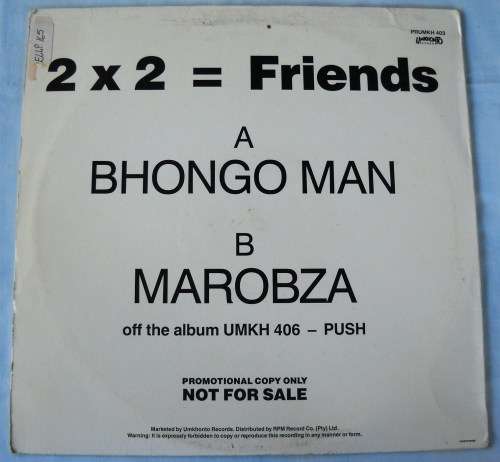 PRUMKH 403
UMKHONTO
RECORDS
2 x 2 = Friends
A
BHONGO MAN
B
MAROBZA
off the album UMKH 406 – PUSH
PROMOTIONAL COPY ONLY
NOT FOR SALE
Marketed by Umkhonto Records. Distributed by RPM Record Co. (Pty) Ltd.
Warning: It is expressly forbidden to copy or reproduce this recording in any manner or form.